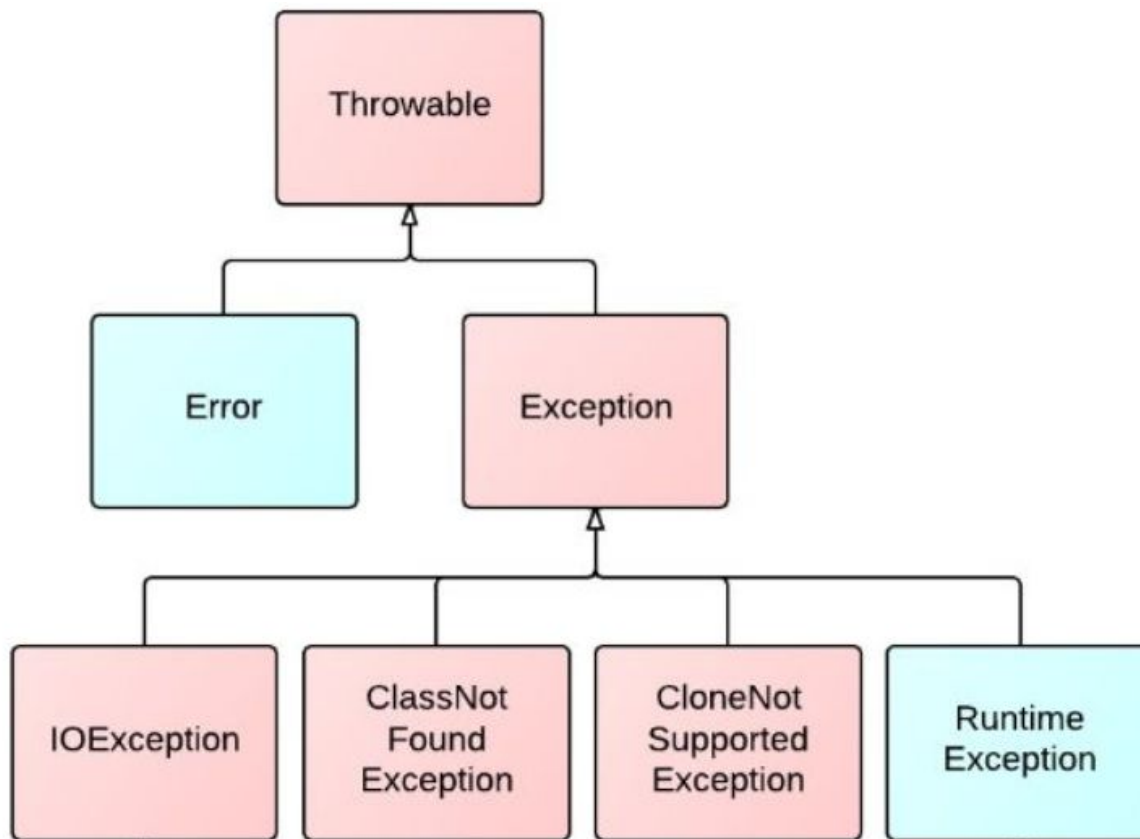 Throwable
Error
Exception
IOException
ClassNot
Found
Exception
CloneNot
Supported
Exception
Runtime
Exception